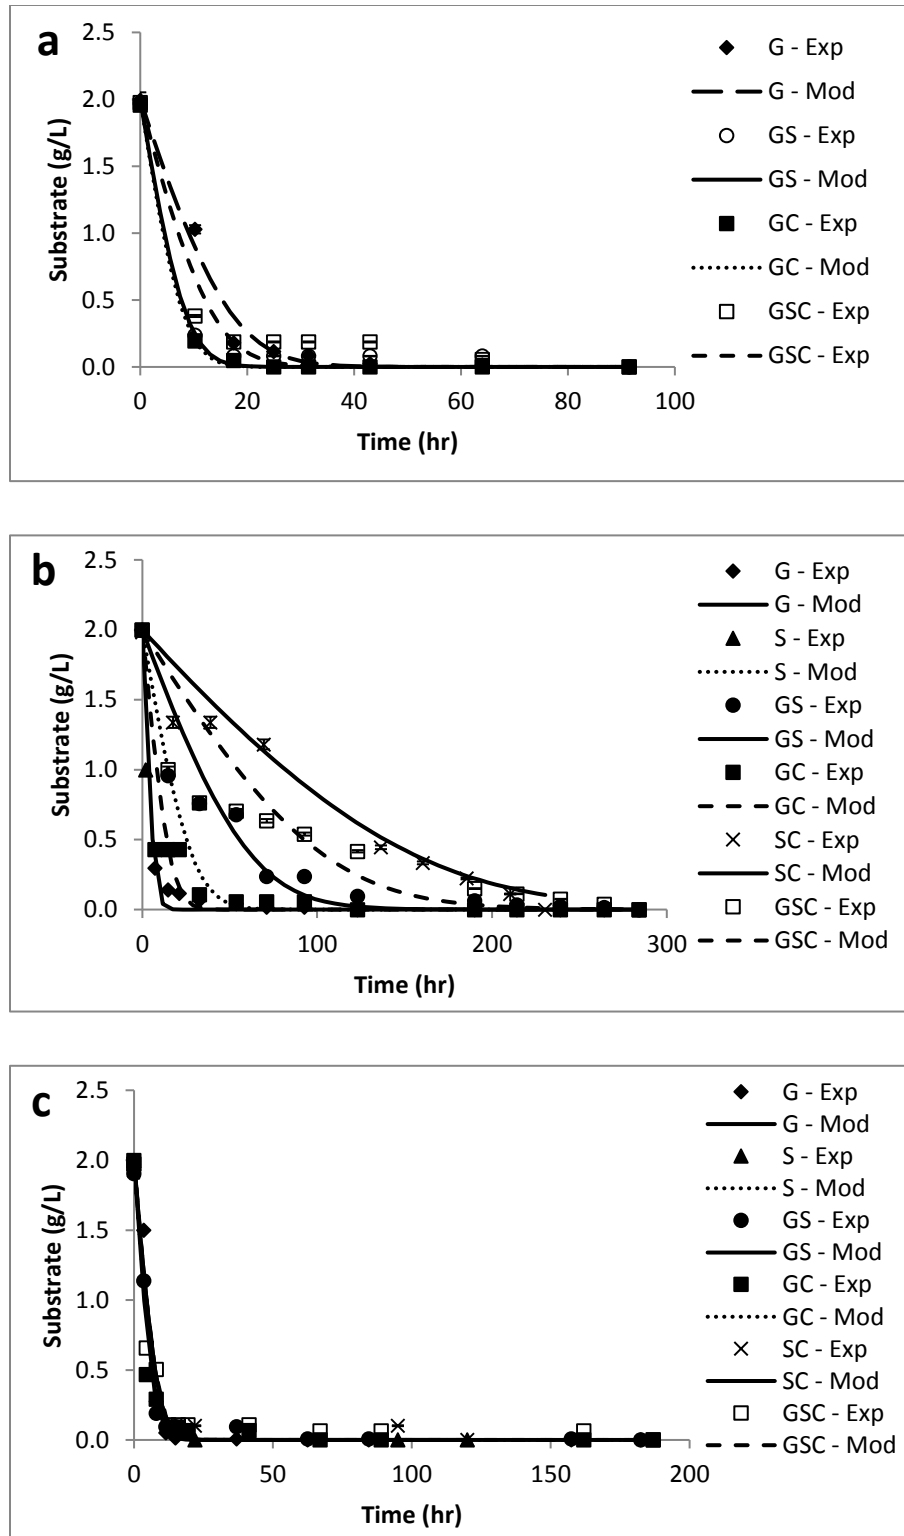 a
2.5
2.0
1.5
1.0
0.5
0.0
Substrate (g/L)
0 20 40 60 80 100
Time (hr)
G - Exp
G - Mod
GS - Exp
GS - Mod
GC - Exp
GC - Mod
GSC - Exp
GSC - Exp
b
2.5
2.0
1.5
1.0
0.5
0.0
Substrate (g/L)
0 100 200 300
Time (hr)
G - Exp
G - Mod
S - Exp
S - Mod
GS - Exp
GS - Mod
GC - Exp
GC - Mod
SC - Exp
SC - Mod
GSC - Exp
GSC - Mod
c
2.5
2.0
1.5
1.0
0.5
0.0
Substrate (g/L)
0 50 100 150 200
Time (hr)
G - Exp
G - Mod
S - Exp
S - Mod
GS - Exp
GS - Mod
GC - Exp
GC - Mod
SC - Exp
SC - Mod
GSC - Exp
GSC - Mod